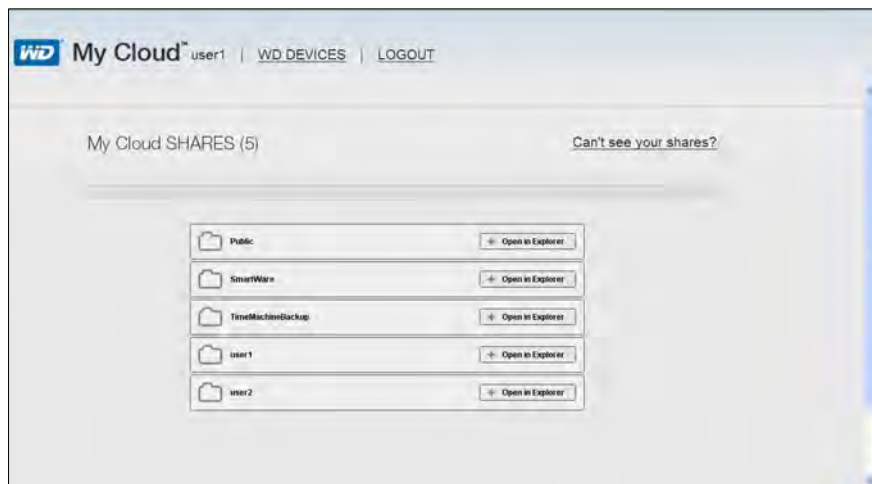 WD My Cloud™ user1 | WD DEVICES | LOGOUT
My Cloud SHARES (5) Can't see your shares?
Public + Open in Explorer
SmartWare + Open in Explorer
TimeMachineBackup + Open in Explorer
user1 + Open in Explorer
user2 + Open in Explorer